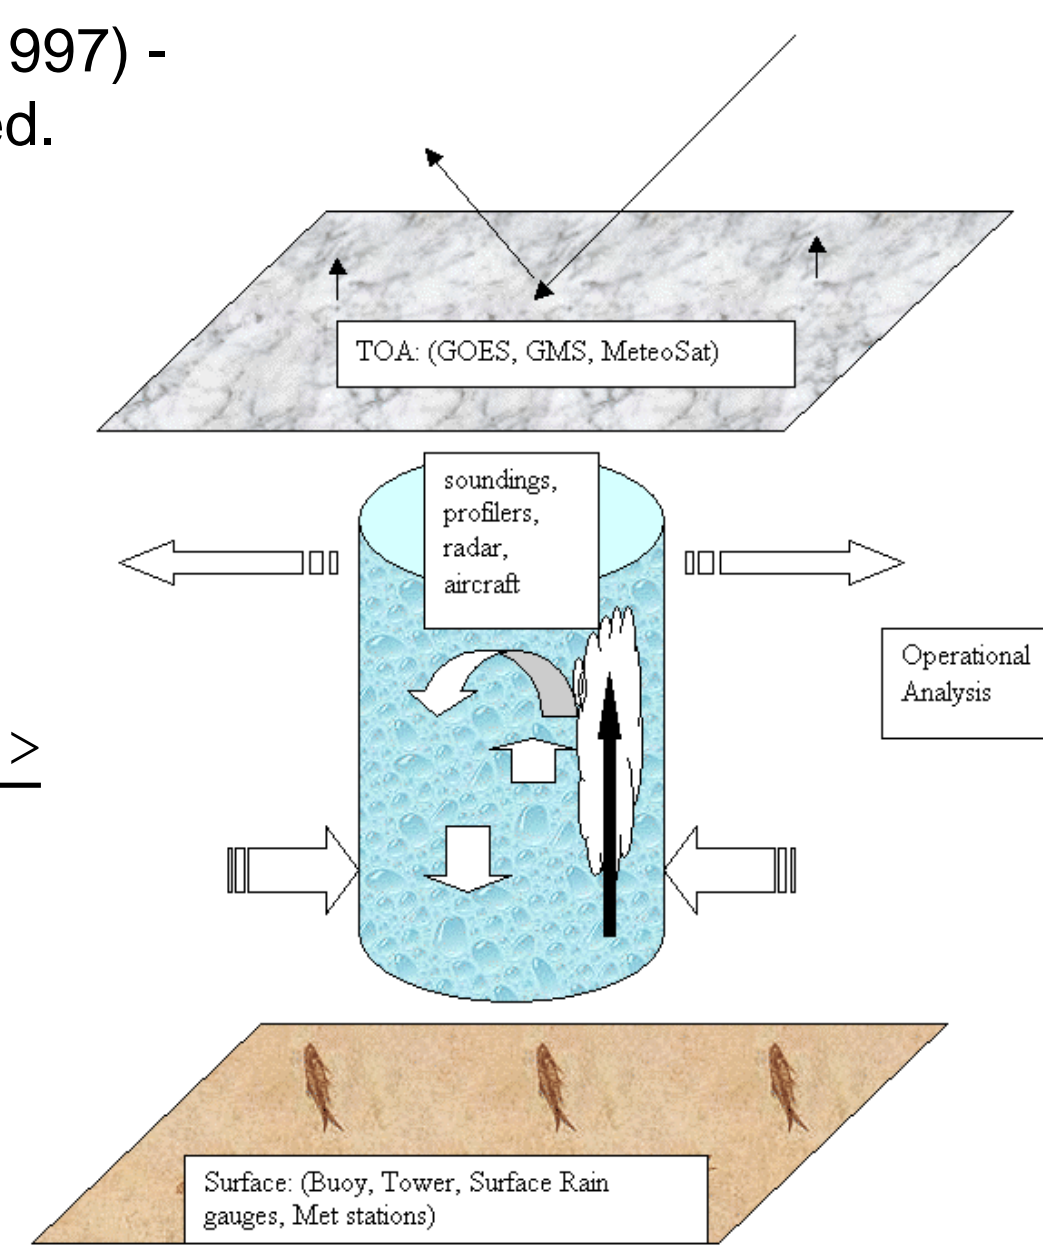 997) -
ed.
TOA: (GOES, GMS, MeteoSat)
soundings,
profilers,
radar,
aircraft
Operational
Analysis
>
Surface: (Buoy, Tower, Surface Rain
gauges, Met stations)